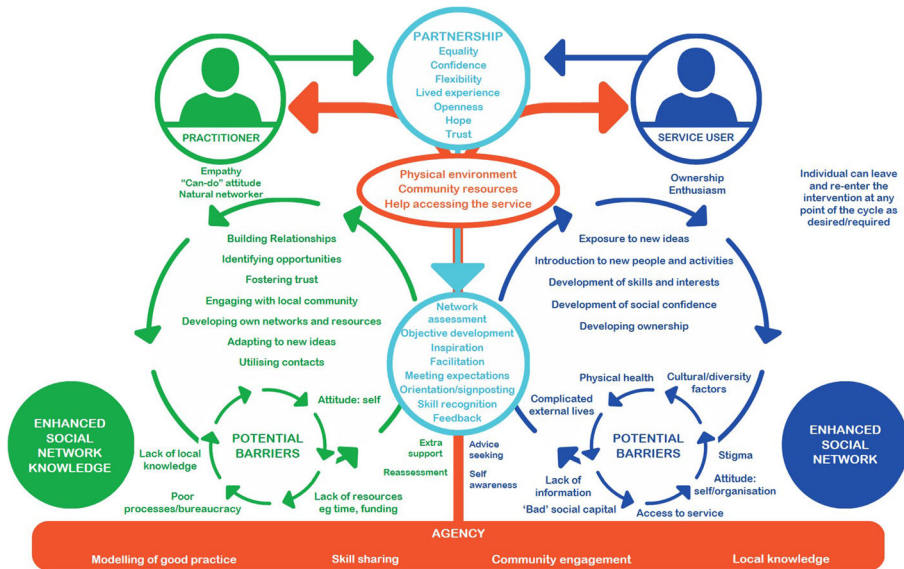 PARTNERSHIP
Equality
Confidence
Flexibility
Lived experience
Openness
Hope
Trust
PRACTITIONER
Empathy
"Can-do" attitude
Natural networker
SERVICE USER
Ownership
Enthusiasm
Individual can leave
and re-enter the
intervention at any
point of the cycle as
desired/required
Physical environment
Community resources
Help accessing the service
Building Relationships
Identifying opportunities
Fostering trust
Engaging with local community
Developing own networks and resources
Adapting to new ideas
Utilising contacts
Exposure to new ideas
Introduction to new people and activities
Development of skills and interests
Development of social confidence
Developing ownership
Network
assessment
Objective development
Inspiration
Facilitation
Meeting expectations
Orientation/signposting
Skill recognition
Feedback
ENHANCED
SOCIAL
NETWORK
KNOWLEDGE
POTENTIAL
BARRIERS
Attitude: self
Lack of local
knowledge
Poor
processes/bureaucracy
Lack of resources
eg time, funding
Extra
support
Reassessment
Advice
seeking
Self
awareness
Physical health
Cultural/diversity
factors
Complicated
external lives
POTENTIAL
BARRIERS
Stigma
Lack of
information
Attitude:
self/organisation
'Bad' social capital
Access to service
ENHANCED
SOCIAL
NETWORK
AGENCY
Modelling of good practice
Skill sharing
Community engagement
Local knowledge